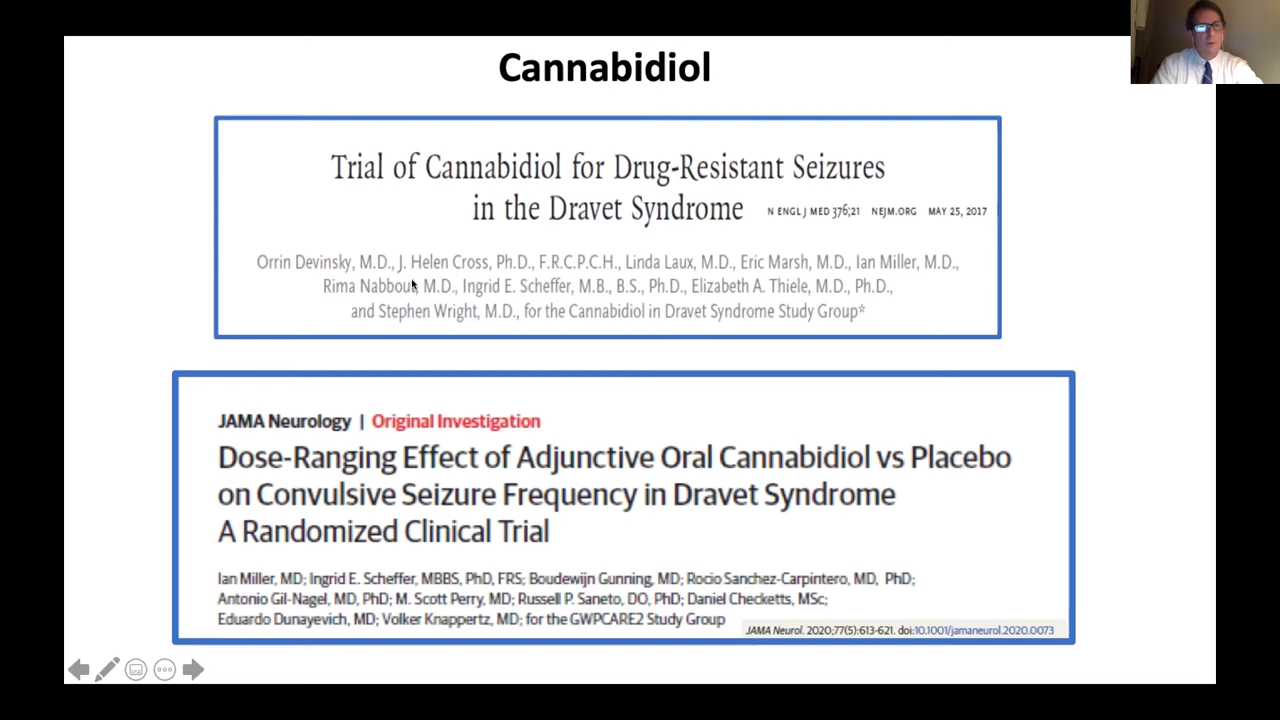 Cannabidiol
Trial of Cannabidiol for Drug-Resistant Seizures
in the Dravet Syndrome N ENGL J MED 376;21 NEJM.ORG MAY 25, 2017
Orrin Devinsky, M.D., J. Helen Cross, Ph.D., F.R.C.P.C.H., Linda Laux, M.D., Eric Marsh, M.D., Ian Miller, M.D.,
Rima Nabbout, M.D., Ingrid E. Scheffer, M.B., B.S., Ph.D., Elizabeth A. Thiele, M.D., Ph.D.,
and Stephen Wright, M.D., for the Cannabidiol in Dravet Syndrome Study Group*
JAMA Neurology | Original Investigation
Dose-Ranging Effect of Adjunctive Oral Cannabidiol vs Placebo
on Convulsive Seizure Frequency in Dravet Syndrome
A Randomized Clinical Trial
Ian Miller, MD; Ingrid E. Scheffer, MBBS, PhD, FRS; Boudewijn Gunning, MD; Rocio Sanchez-Carpintero, MD, PhD;
Antonio Gil-Nagel, MD, PhD; M. Scott Perry, MD; Russell P. Saneto, DO, PhD; Daniel Checketts, MSc;
Eduardo Dunayevich, MD; Volker Knappertz, MD; for the GWPCARE2 Study Group
JAMA Neurol. 2020;77(5):613-621. doi:10.1001/jamaneurol.2020.0073